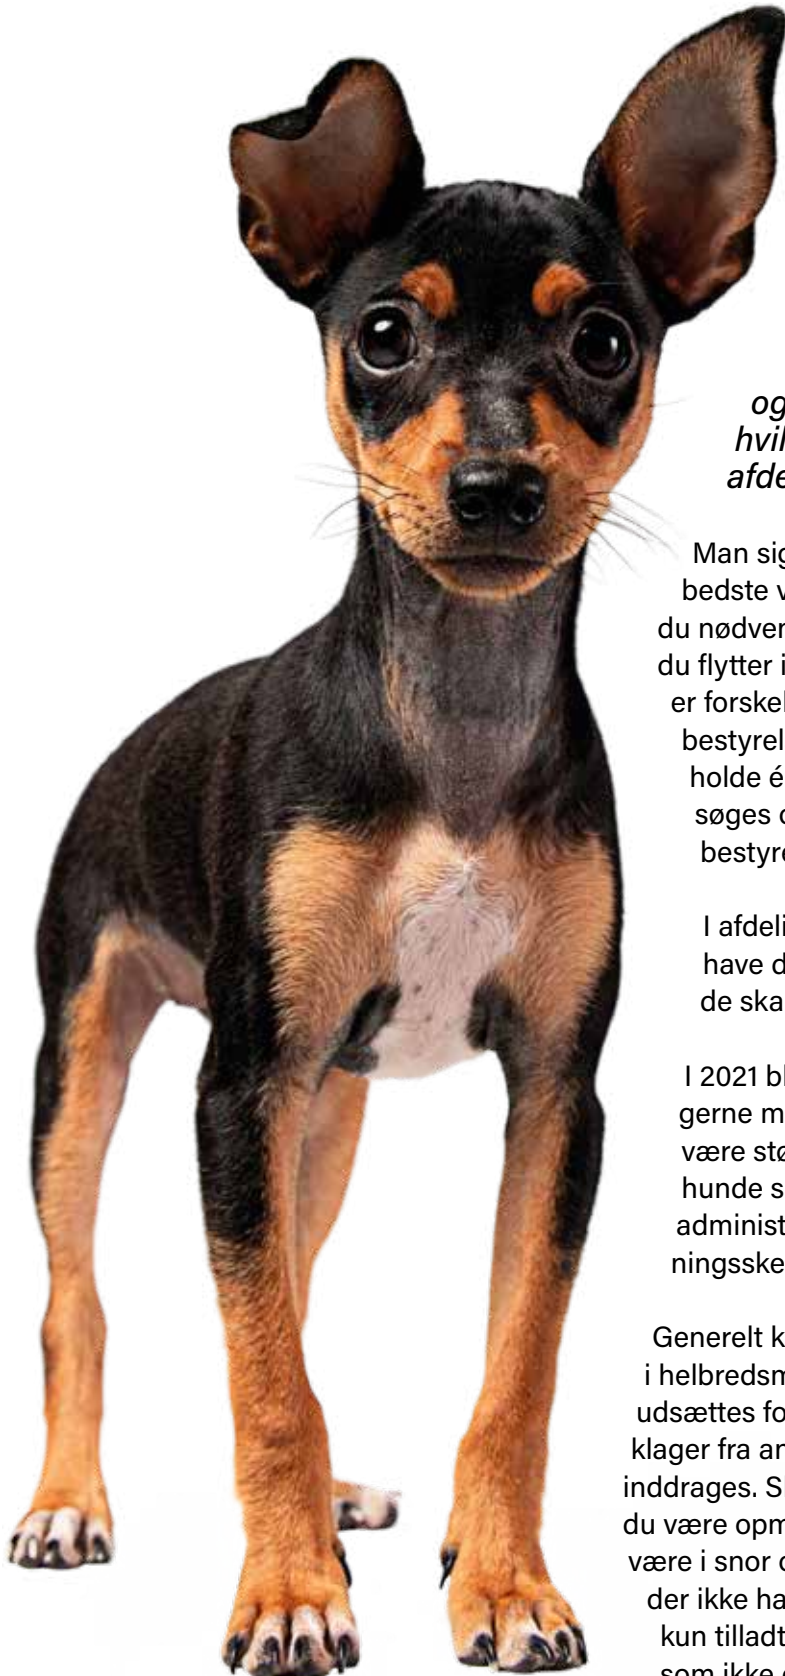 og
hvil
afde
Man sig
bedste v
du nødver
du flytter i
er forskel
bestyrel
holde é
søges o
bestyre
I afdeli
have d
de ska
I 2021 bl
gerne m
være stø
hunde s
administ
ningsske
Generelt k
i helbredsm
udsættes fo
klager fra an
inddrages. S
du være opm
være i snor o
der ikke ha
kun tilladt
som ikke